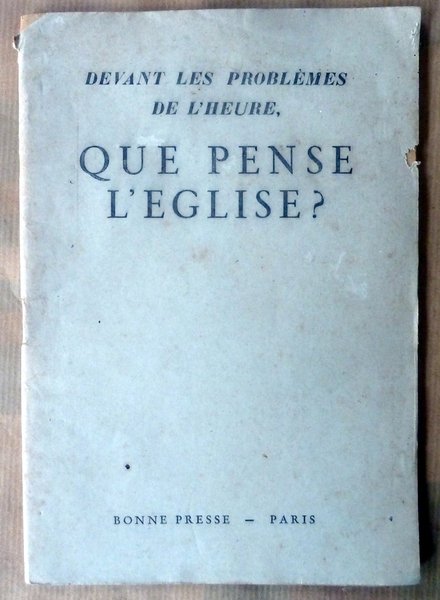 DEVANT LES PROBLÈMES
DE L'HEURE,
QUE PENSE
L'EGLISE?
BONNE PRESSE — PARIS